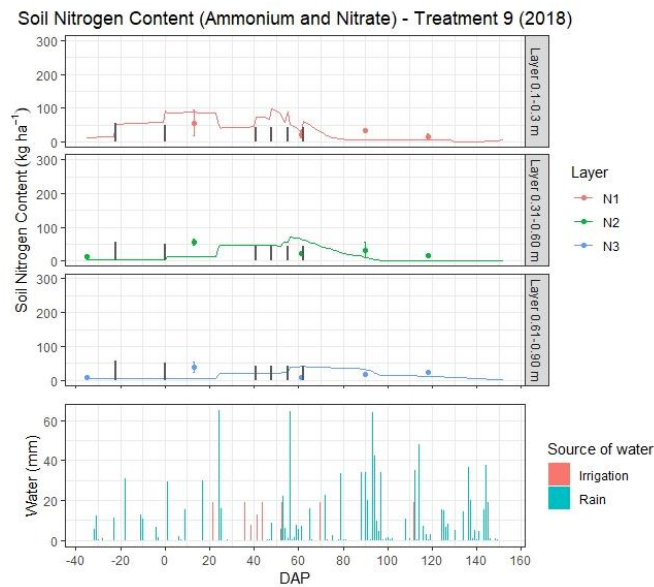 Soil Nitrogen Content (Ammonium and Nitrate) - Treatment 9 (2018)
Soil Nitrogen Content (kg ha⁻¹)
300
200
100
0
Layer 0.1-0.3 m
300
200
100
0
Layer 0.31-0.60 m
300
200
100
0
Layer 0.61-0.90 m
Layer
N1
N2
N3
Water (mm)
60
40
20
0
-40 -20 0 20 40 60 80 100 120 140 160
DAP
Source of water
Irrigation
Rain